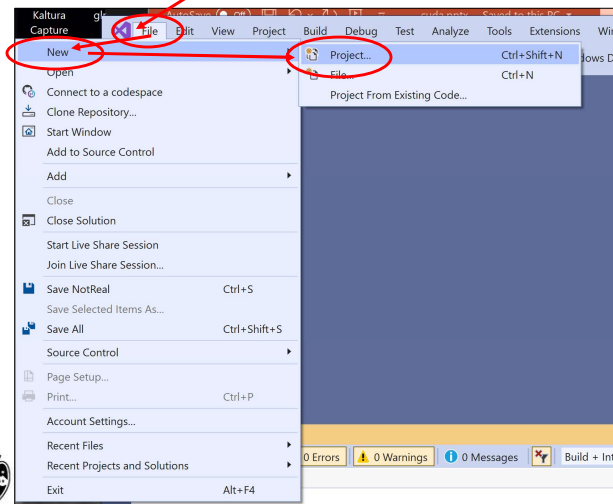 Kaltura
Capture
File Edit View Project Build Debug Test Analyze Tools Extensions
New
Project... Ctrl+Shift+N
Open
File... Ctrl+N
Connect to a codespace
Project From Existing Code...
Clone Repository...
Start Window
Add to Source Control
Add
Close
Close Solution
Start Live Share Session
Join Live Share Session...
Save NotReal Ctrl+S
Save Selected Items As...
Save All Ctrl+Shift+S
Source Control
Page Setup...
Print... Ctrl+P
Account Settings...
Recent Files
0 Errors 0 Warnings 0 Messages Build + Int
Recent Projects and Solutions
Exit Alt+F4